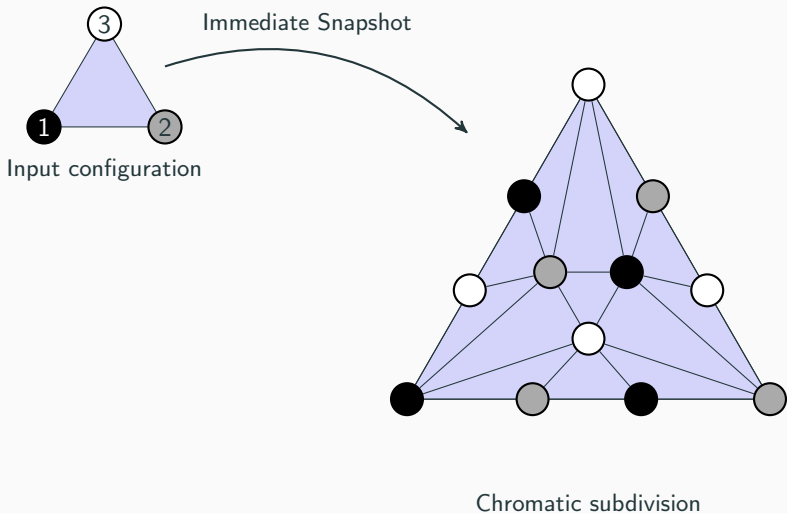 3
Immediate Snapshot
1
2
Input configuration
Chromatic subdivision